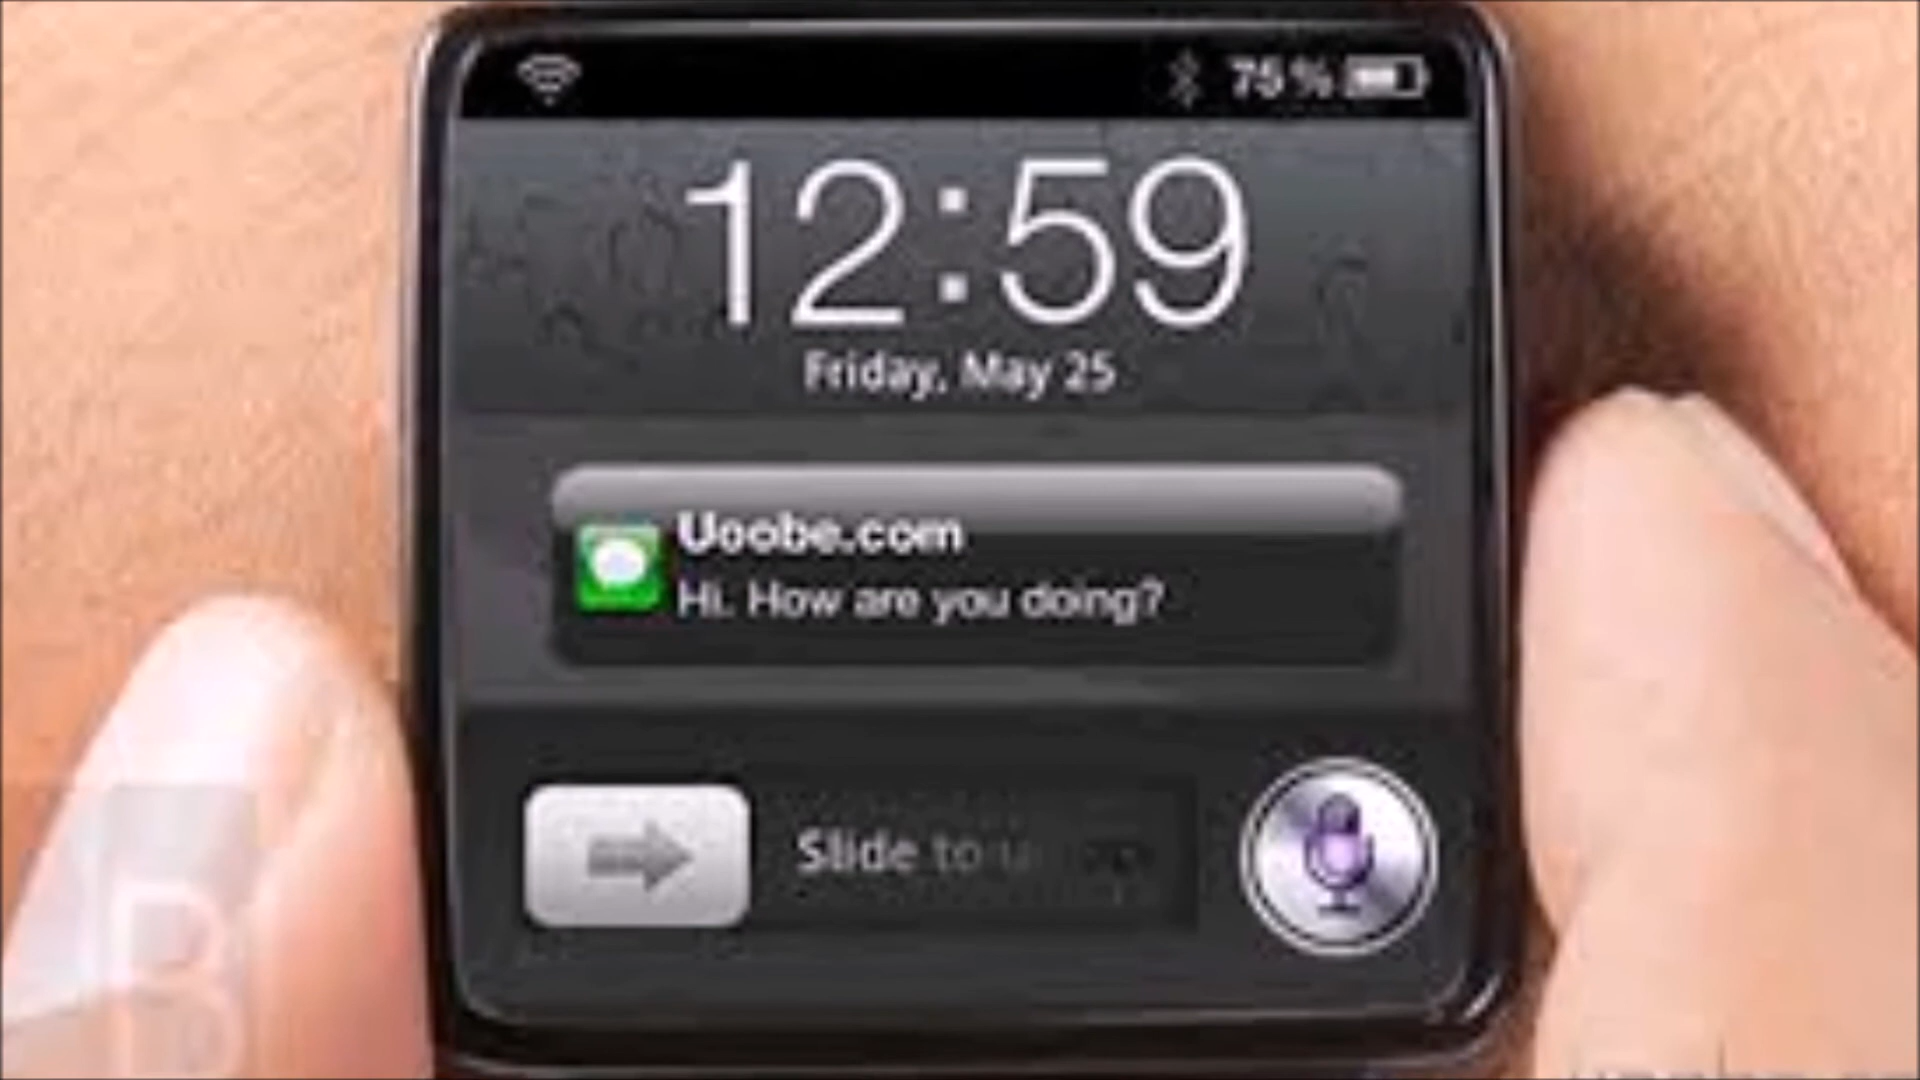 75%
12:59
Friday, May 25
Uoobe.com
Hi. How are you doing?
Slide to u
B